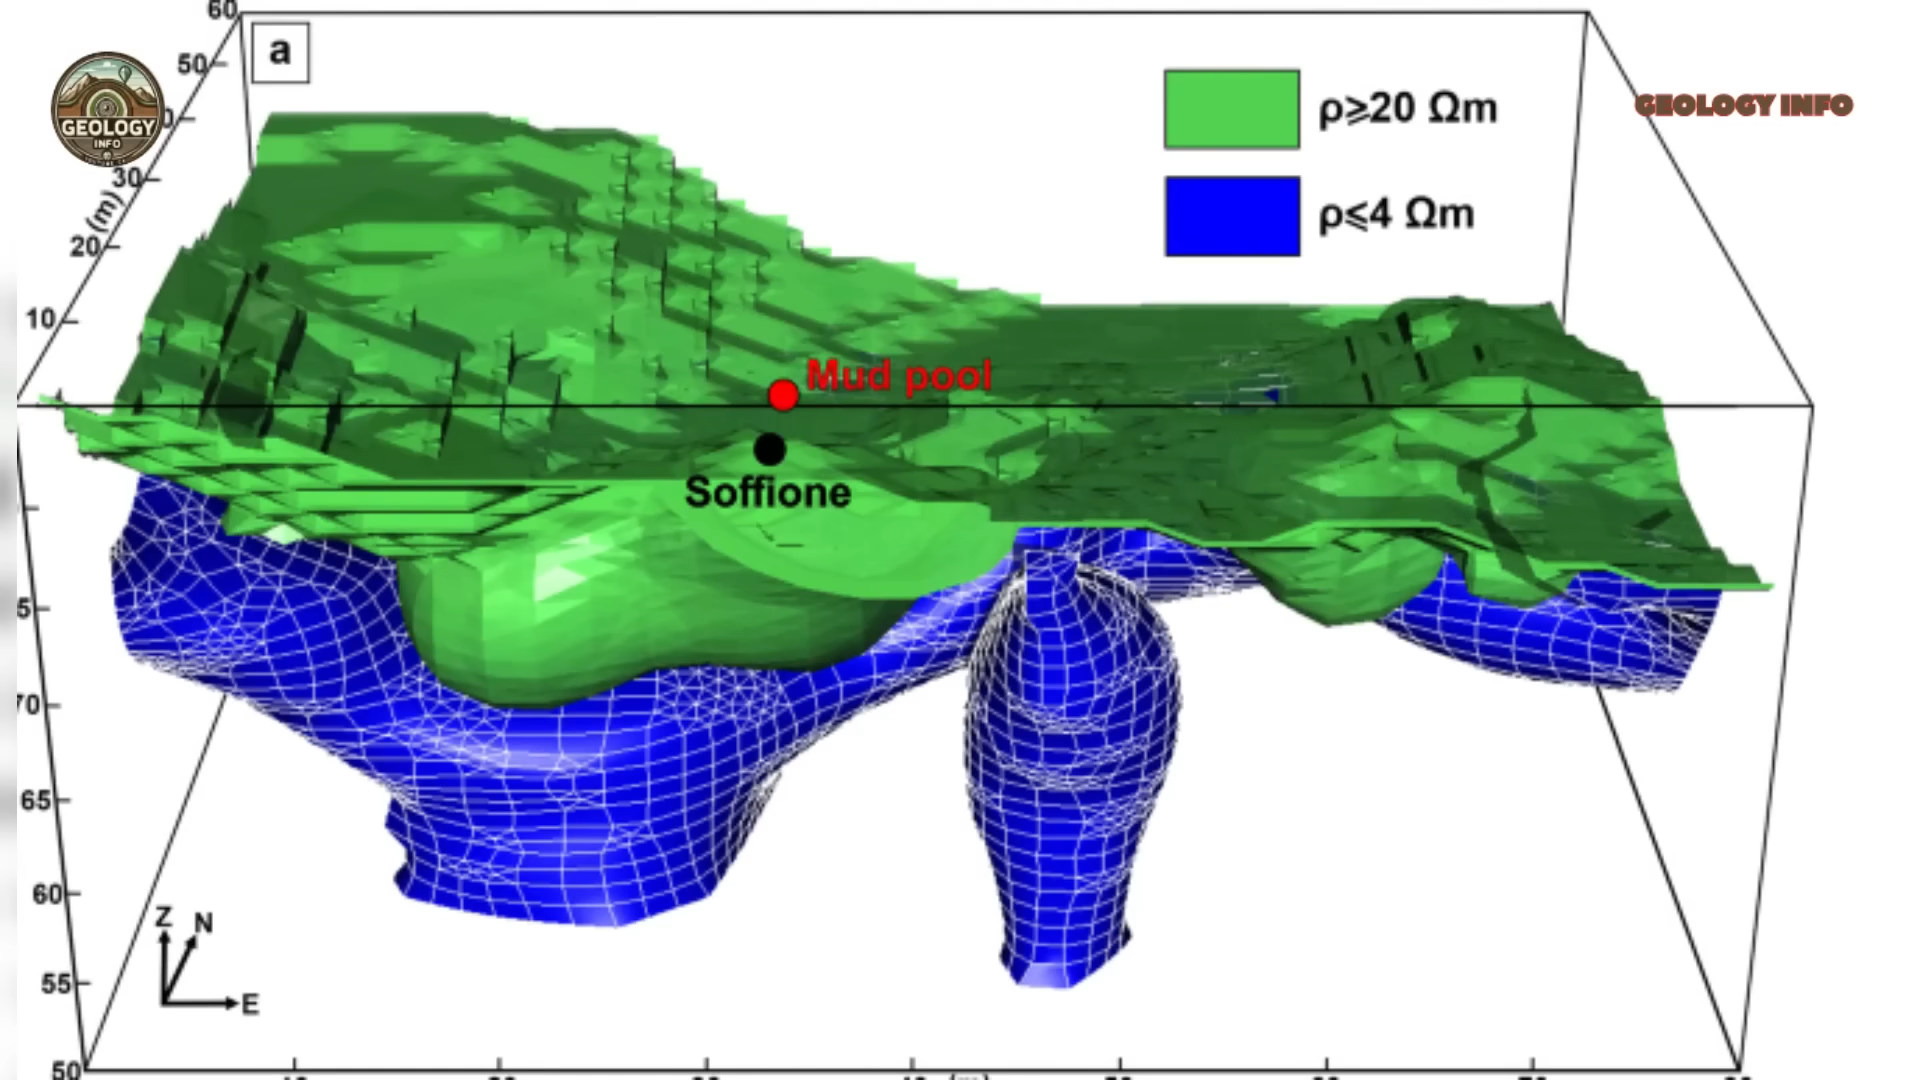 60
a
50
ρ⩾20 Ωm
GEOLOGY INFO
GEOLOGY
INFO
30
(m)
ρ⩽4 Ωm
20
10
Mud pool
Soffione
65
60
Z
N
55
E
50
(m)